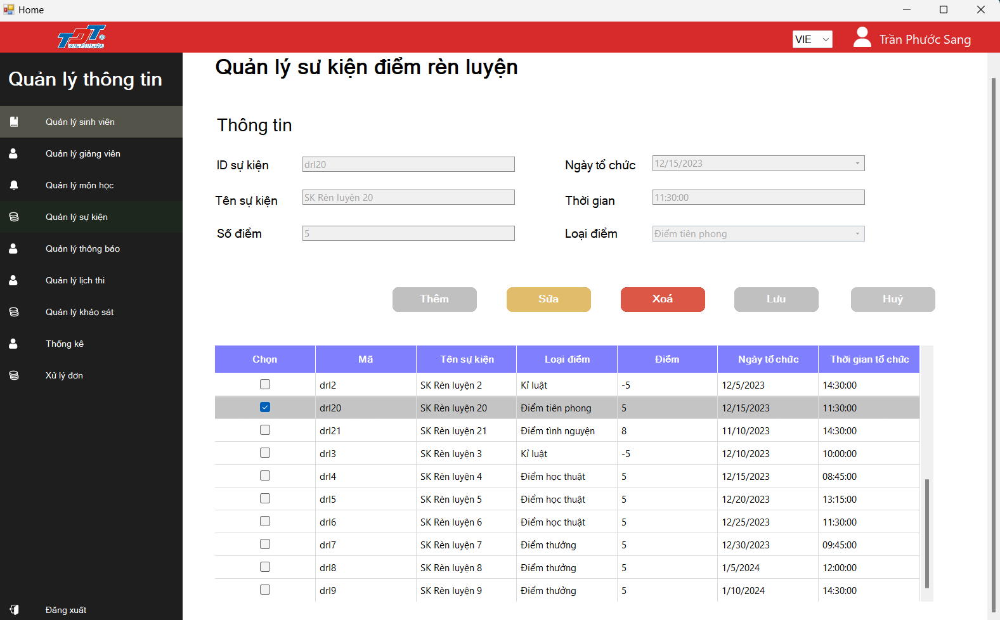 Home
TDT
VIE
Trần Phước Sang
Quản lý thông tin
Quản lý sinh viên
Quản lý giảng viên
Quản lý môn học
Quản lý sự kiện
Quản lý thông báo
Quản lý lịch thi
Quản lý khảo sát
Thống kê
Xử lý đơn
Đăng xuất
Quản lý sư kiện điểm rèn luyện
Thông tin
ID sự kiện drl20 Ngày tổ chức 12/15/2023
Tên sự kiện SK Rèn luyện 20 Thời gian 11:30:00
Số điểm 5 Loại điểm Điểm tiên phong
Thêm Sửa Xoá Lưu Huỷ
Chọn Mã Tên sự kiện Loại điểm Điểm Ngày tổ chức Thời gian tổ chức
drl2 SK Rèn luyện 2 Kỉ luật -5 12/5/2023 14:30:00
drl20 SK Rèn luyện 20 Điểm tiên phong 5 12/15/2023 11:30:00
drl21 SK Rèn luyện 21 Điểm tình nguyện 8 11/10/2023 14:30:00
drl3 SK Rèn luyện 3 Kỉ luật -5 12/10/2023 10:00:00
drl4 SK Rèn luyện 4 Điểm học thuật 5 12/15/2023 08:45:00
drl5 SK Rèn luyện 5 Điểm học thuật 5 12/20/2023 13:15:00
drl6 SK Rèn luyện 6 Điểm học thuật 5 12/25/2023 11:30:00
drl7 SK Rèn luyện 7 Điểm thưởng 5 12/30/2023 09:45:00
drl8 SK Rèn luyện 8 Điểm thưởng 5 1/5/2024 12:00:00
drl9 SK Rèn luyện 9 Điểm thưởng 5 1/10/2024 14:30:00